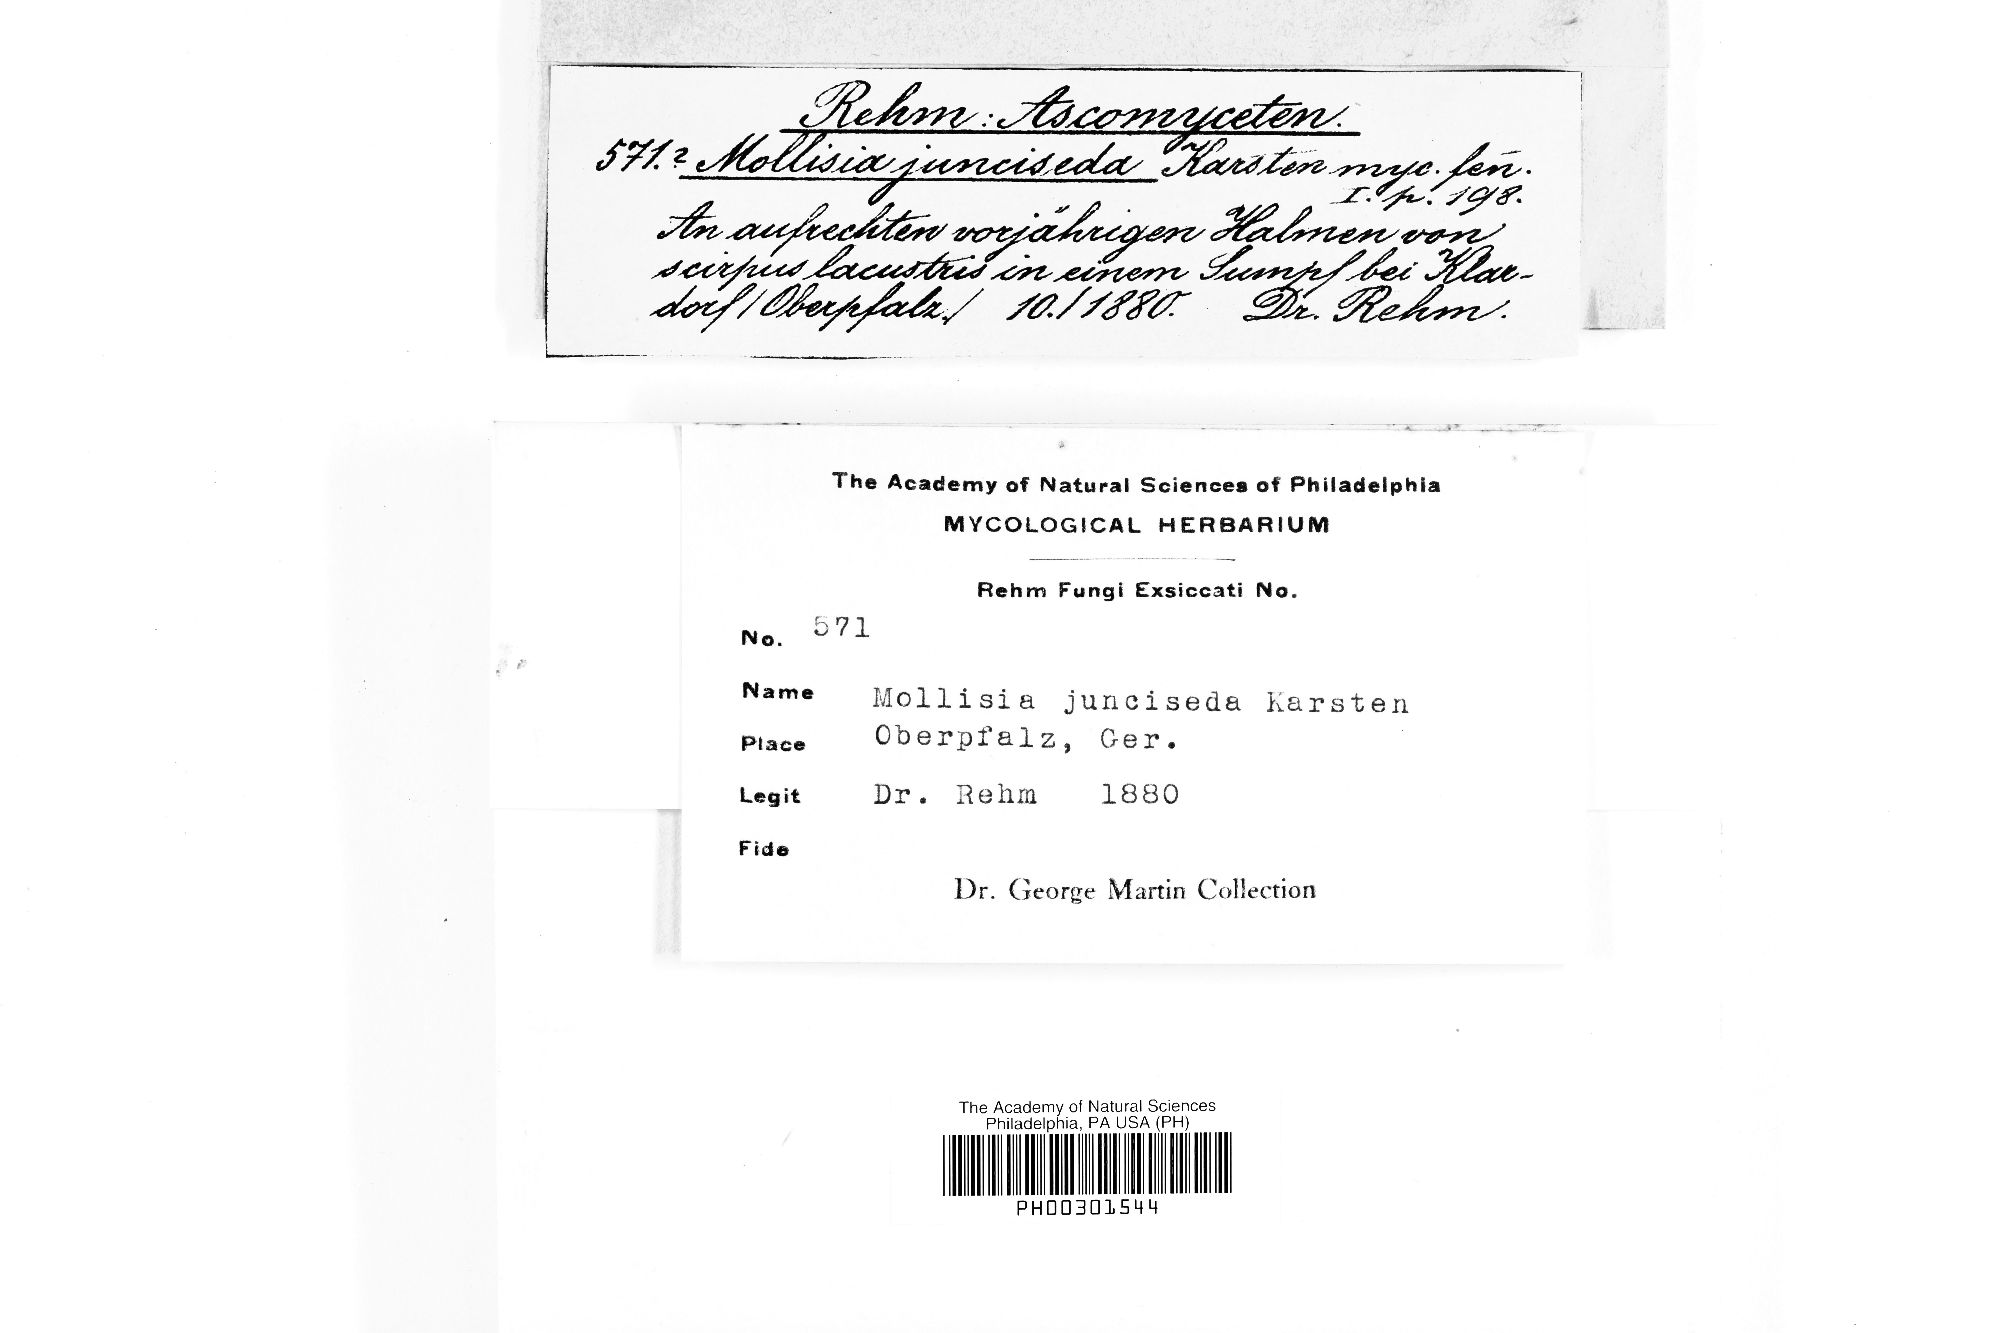 Rehm: Ascomyceten.
571.? Mollisia junciseda Karsten myc. fen̄.
I. p. 198.
An aufrechten vorjährigen Halmen von
scirpus lacustris in einem Sumpf bei Klar-
dorf /Oberpfalz./ 10./1880. Dr. Rehm.
The Academy of Natural Sciences of Philadelphia
MYCOLOGICAL HERBARIUM
Rehm Fungi Exsiccati No.
No. 571
Name Mollisia junciseda Karsten
Place Oberpfalz, Ger.
Legit Dr. Rehm 1880
Fide
Dr. George Martin Collection
The Academy of Natural Sciences
Philadelphia, PA USA (PH)
PH00301544